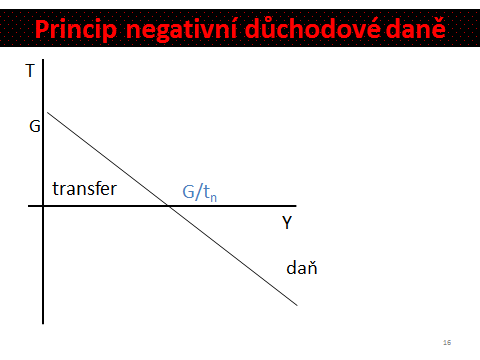 Princip negativní důchodové daně
T
G
transfer
G/tn
Y
daň
16